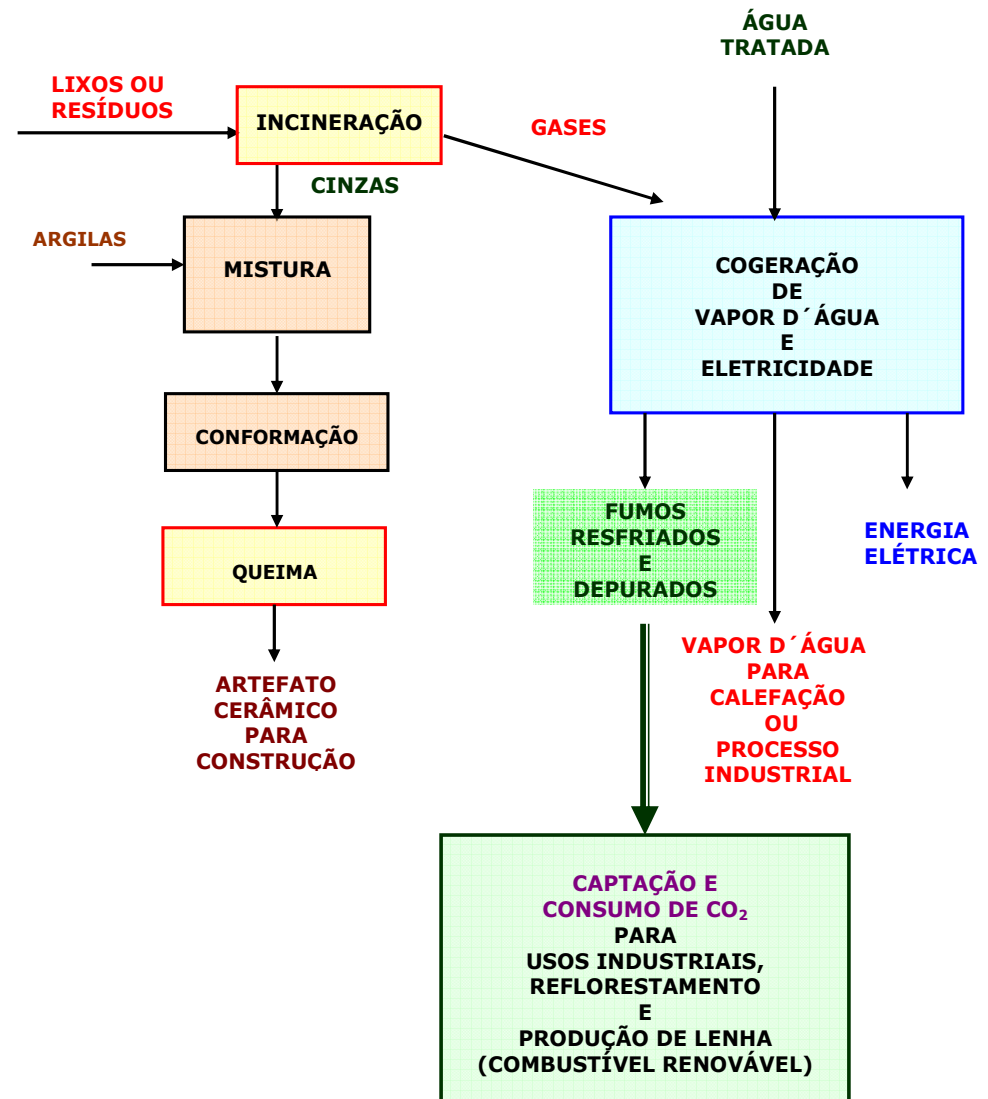 ÁGUA
TRATADA
LIXOS OU
RESÍDUOS
INCINERAÇÃO
GASES
CINZAS
ARGILAS
MISTURA
COGERAÇÃO
DE
VAPOR D´ÁGUA
E
ELETRICIDADE
CONFORMAÇÃO
FUMOS
RESFRIADOS
E
DEPURADOS
ENERGIA
ELÉTRICA
QUEIMA
VAPOR D´ÁGUA
PARA
CALEFAÇÃO
OU
PROCESSO
INDUSTRIAL
ARTEFATO
CERÂMICO
PARA
CONSTRUÇÃO
CAPTAÇÃO E
CONSUMO DE CO₂
PARA
USOS INDUSTRIAIS,
REFLORESTAMENTO
E
PRODUÇÃO DE LENHA
(COMBUSTÍVEL RENOVÁVEL)